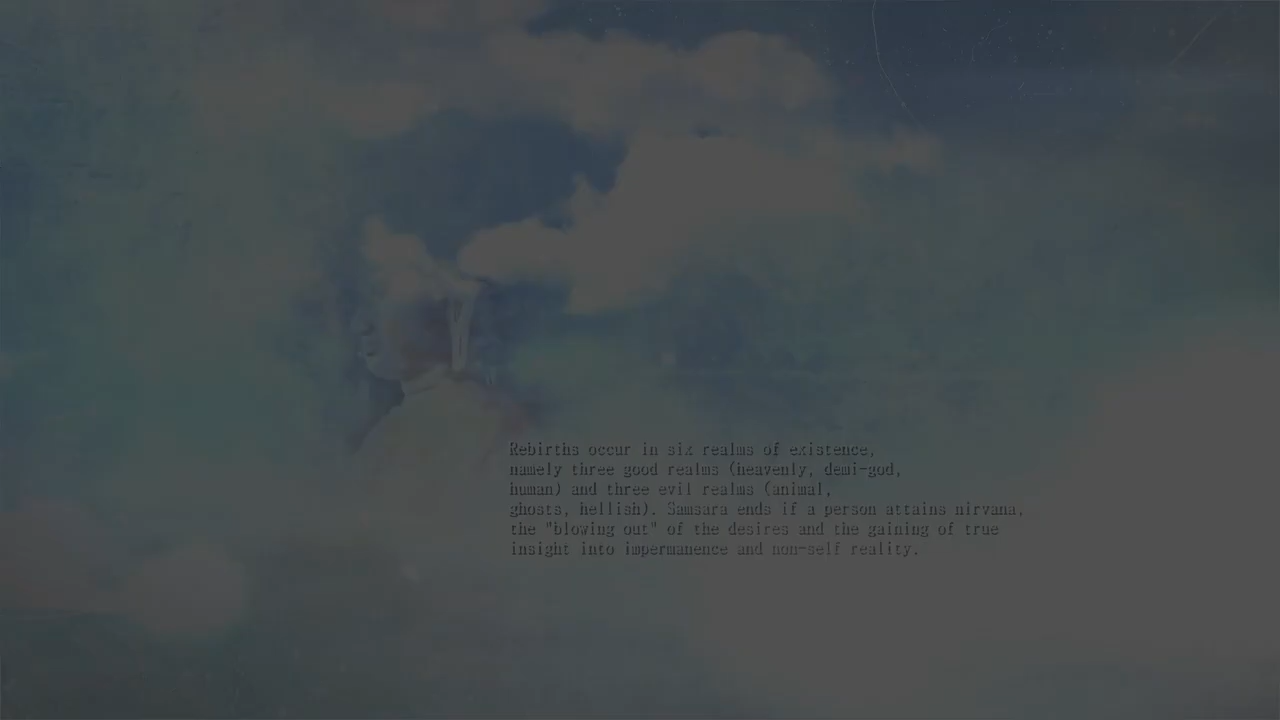 Rebirths occur in six realms of existence,
namely three good realms (heavenly, demi-god,
human) and three evil realms (animal,
ghosts, hellish). Samsara ends if a person attains nirvana,
the "blowing out" of the desires and the gaining of true
insight into impermanence and non-self reality.